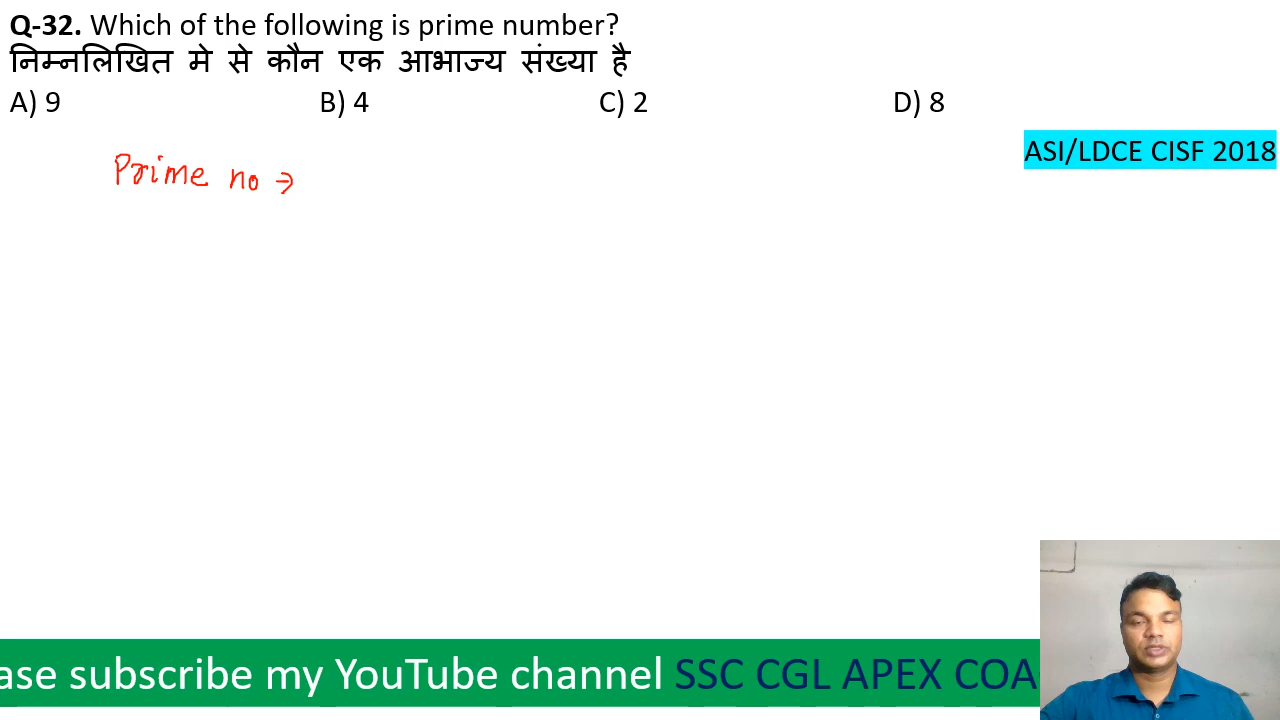 Q-32. Which of the following is prime number?
निम्नलिखित मे से कौन एक आभाज्य संख्या है
A) 9 B) 4 C) 2 D) 8
ASI/LDCE CISF 2018
Prime no →
ase subscribe my YouTube channel SSC CGL APEX COA